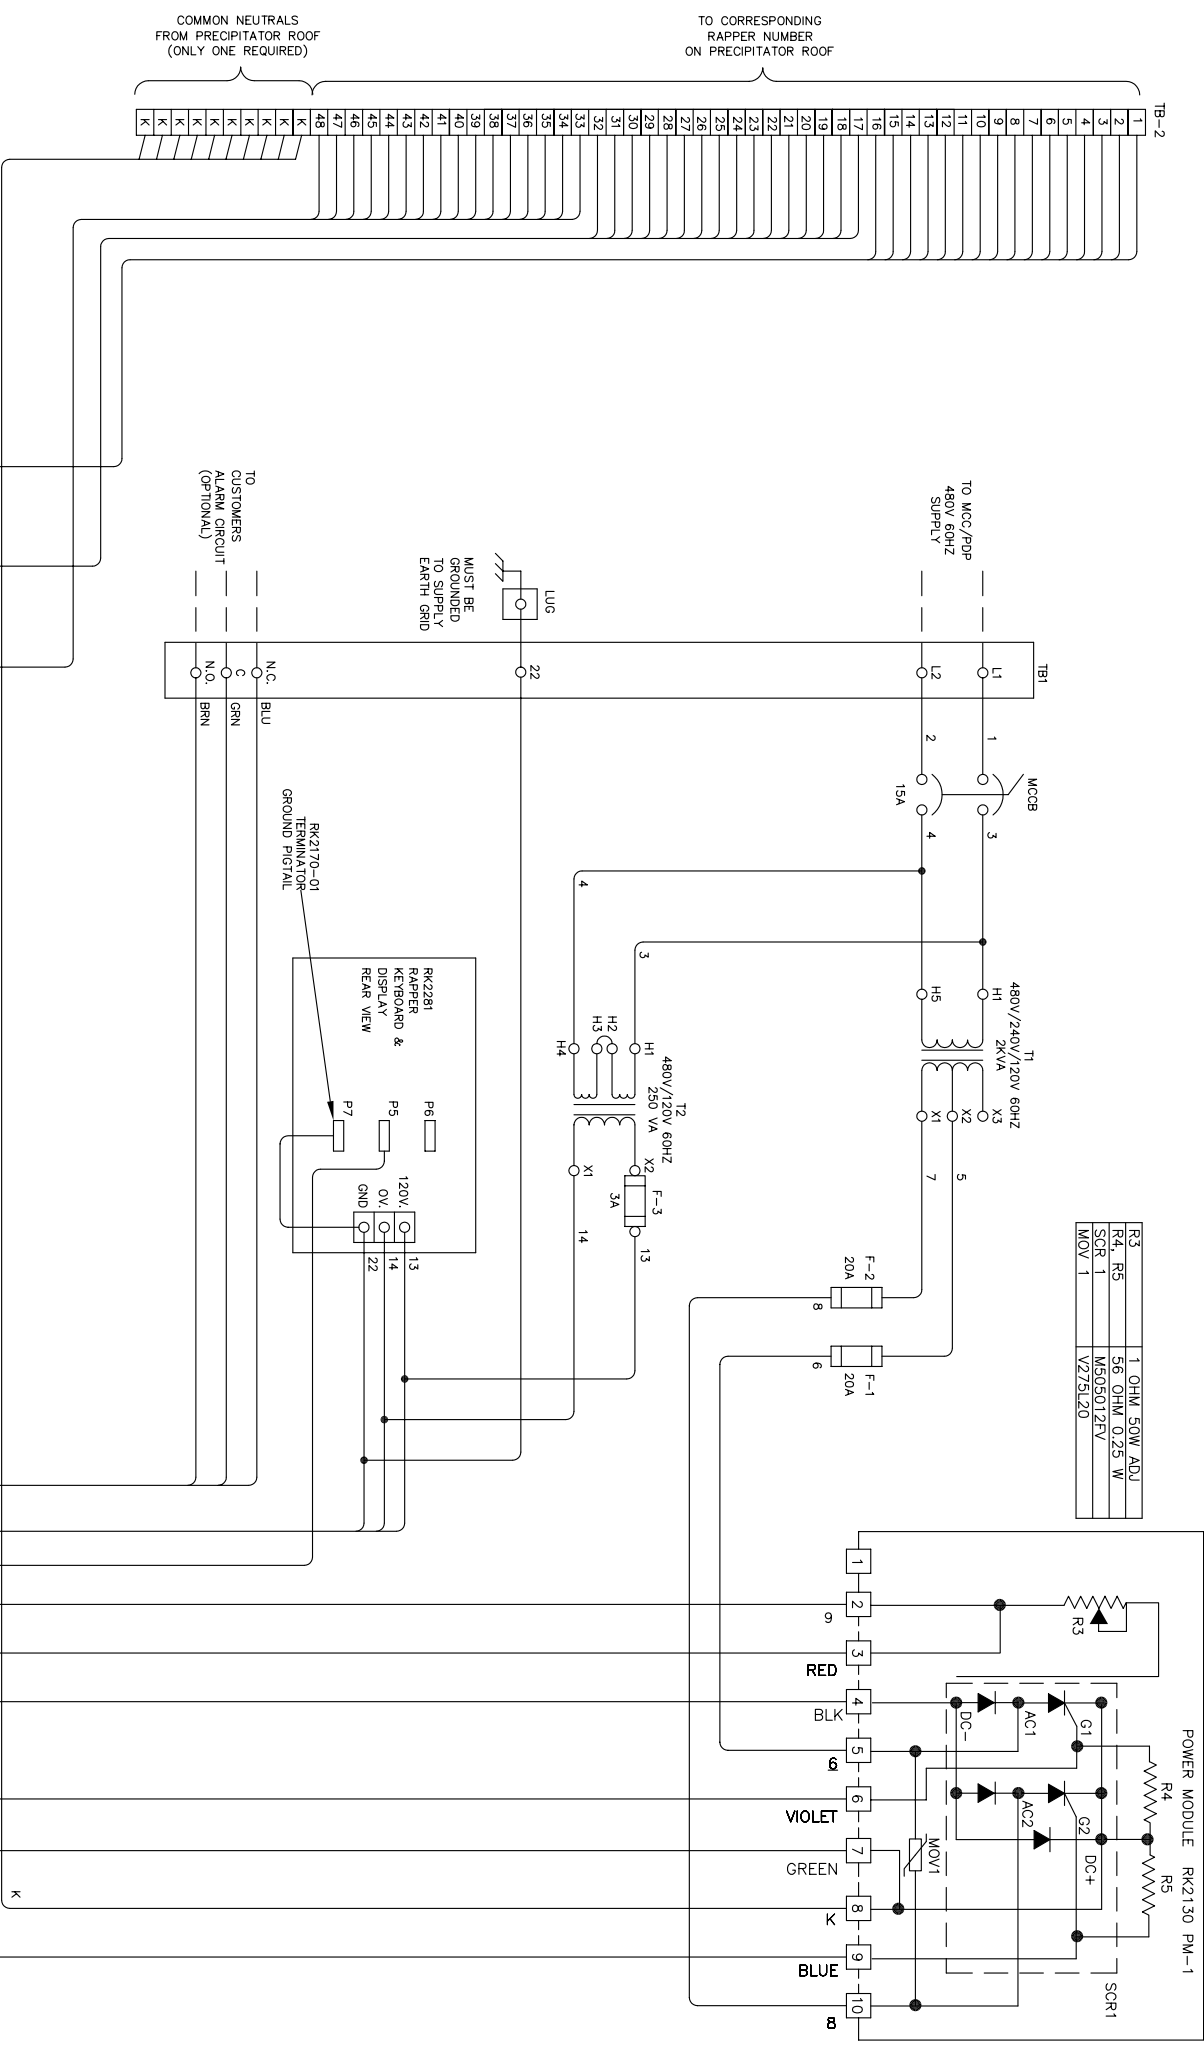 COMMON NEUTRALS
FROM PRECIPITATOR ROOF
(ONLY ONE REQUIRED)
TO CORRESPONDING
RAPPER NUMBER
ON PRECIPITATOR ROOF
TB-2
K K K K K K K K K K 48 47 46 45 44 43 42 41 40 39 38 37 36 35 34 33 32 31 30 29 28 27 26 25 24 23 22 21 20 19 18 17 16 15 14 13 12 11 10 9 8 7 6 5 4 3 2 1
TO
CUSTOMERS
ALARM CIRCUIT
(OPTIONAL)
MUST BE
GROUNDED
TO SUPPLY
EARTH GRID
LUG
TO MCC/PDP
480V 60HZ
SUPPLY
TB1
N.O.
C
N.C.
22
L2
L1
BRN
GRN
BLU
2
1
MCCB
15A
4
3
4
3
RK2170-01
TERMINATOR
GROUND PIGTAIL
RK2281
RAPPER
KEYBOARD &
DISPLAY
REAR VIEW
P7
P5
P6
GND
0V.
120V.
22
14
13
H4
H3
H2
H1
T2
480V/120V 60HZ
250 VA
X1
X2
F-3
3A
14
13
H5
H1
T1
480V/240V/120V 60HZ
2KVA
X1
X2
X3
7
5
F-2
20A
8
F-1
20A
6
R3 1 OHM 50W ADJ
R4, R5 56 OHM 0.25 W
SCR 1 M505012FV
MOV 1 V275L20
POWER MODULE RK2130 PM-1
1
2
9
3
RED
4
BLK
5
6
6
VIOLET
7
GREEN
8
K
9
BLUE
10
8
R3
DC-
AC1
G1
R4
AC2
G2
DC+
R5
MOV1
SCR1
K